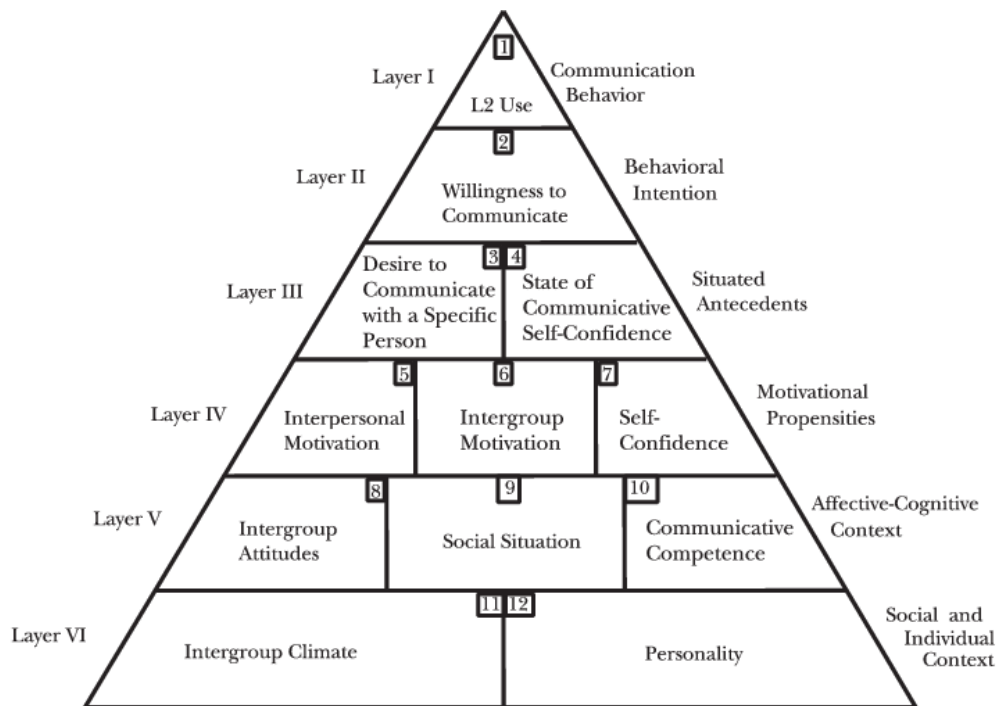 1
Layer I
L2 Use
Communication
Behavior
2
Layer II
Willingness to
Communicate
Behavioral
Intention
3
4
Layer III
Desire to
Communicate
with a Specific
Person
State of
Communicative
Self-Confidence
Situated
Antecedents
5
6
7
Layer IV
Interpersonal
Motivation
Intergroup
Motivation
Self-
Confidence
Motivational
Propensities
8
9
10
Layer V
Intergroup
Attitudes
Social Situation
Communicative
Competence
Affective-Cognitive
Context
11
12
Layer VI
Intergroup Climate
Personality
Social and
Individual
Context